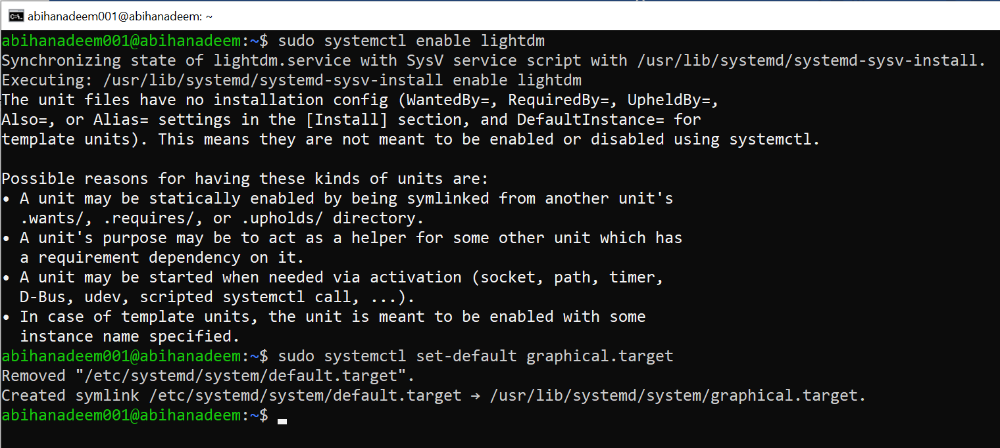 abihanadeem001@abihanadeem: ~
abihanadeem001@abihanadeem:~$ sudo systemctl enable lightdm
Synchronizing state of lightdm.service with SysV service script with /usr/lib/systemd/systemd-sysv-install.
Executing: /usr/lib/systemd/systemd-sysv-install enable lightdm
The unit files have no installation config (WantedBy=, RequiredBy=, UpheldBy=,
Also=, or Alias= settings in the [Install] section, and DefaultInstance= for
template units). This means they are not meant to be enabled or disabled using systemctl.

Possible reasons for having these kinds of units are:
• A unit may be statically enabled by being symlinked from another unit's
  .wants/, .requires/, or .upholds/ directory.
• A unit's purpose may be to act as a helper for some other unit which has
  a requirement dependency on it.
• A unit may be started when needed via activation (socket, path, timer,
  D-Bus, udev, scripted systemctl call, ...).
• In case of template units, the unit is meant to be enabled with some
  instance name specified.
abihanadeem001@abihanadeem:~$ sudo systemctl set-default graphical.target
Removed "/etc/systemd/system/default.target".
Created symlink /etc/systemd/system/default.target → /usr/lib/systemd/system/graphical.target.
abihanadeem001@abihanadeem:~$